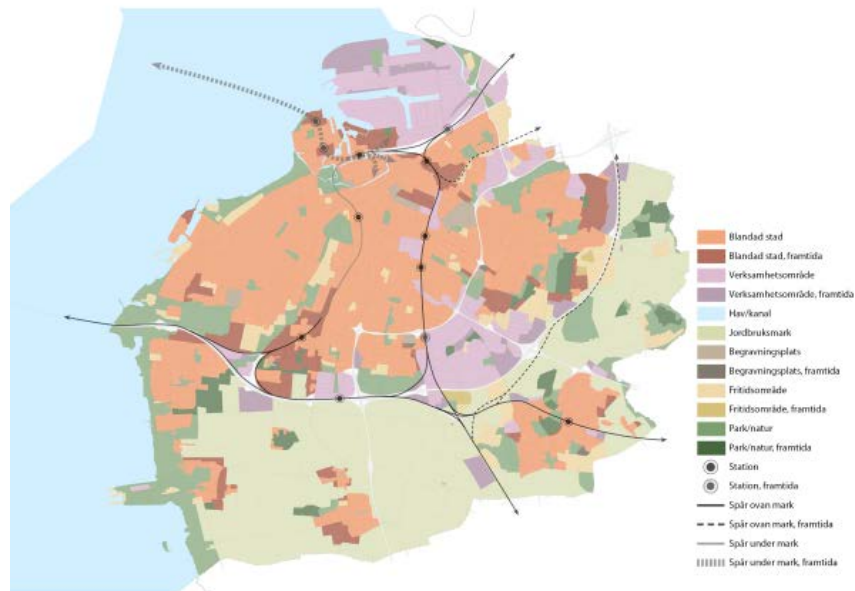 Blandad stad
Blandad stad, framtida
Verksamhetsområde
Verksamhetsområde, framtida
Hav/kanal
Jordbruksmark
Begravningsplats
Begravningsplats, framtida
Fritidsområde
Fritidsområde, framtida
Park/natur
Park/natur, framtida
Station
Station, framtida
Spår ovan mark
Spår ovan mark, framtida
Spår under mark
Spår under mark, framtida